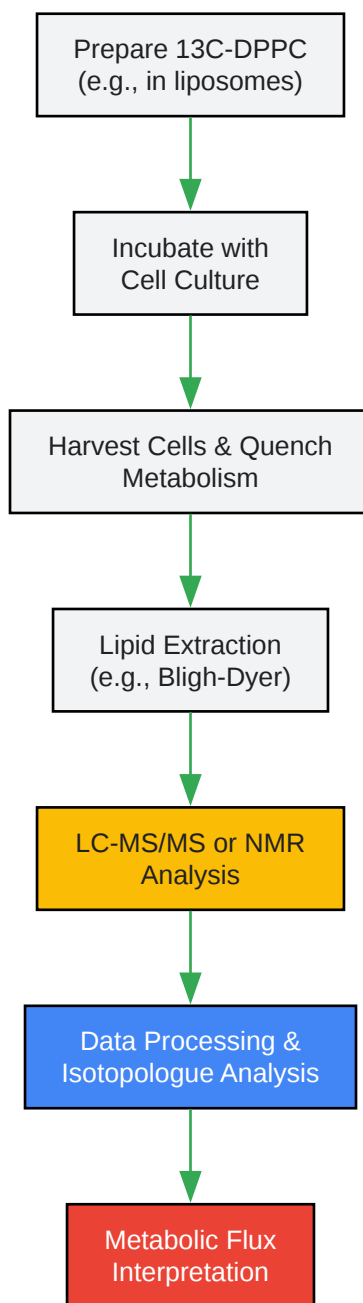 Prepare 13C-DPPC
(e.g., in liposomes)
Incubate with
Cell Culture
Harvest Cells & Quench
Metabolism
Lipid Extraction
(e.g., Bligh-Dyer)
LC-MS/MS or NMR
Analysis
Data Processing &
Isotopologue Analysis
Metabolic Flux
Interpretation